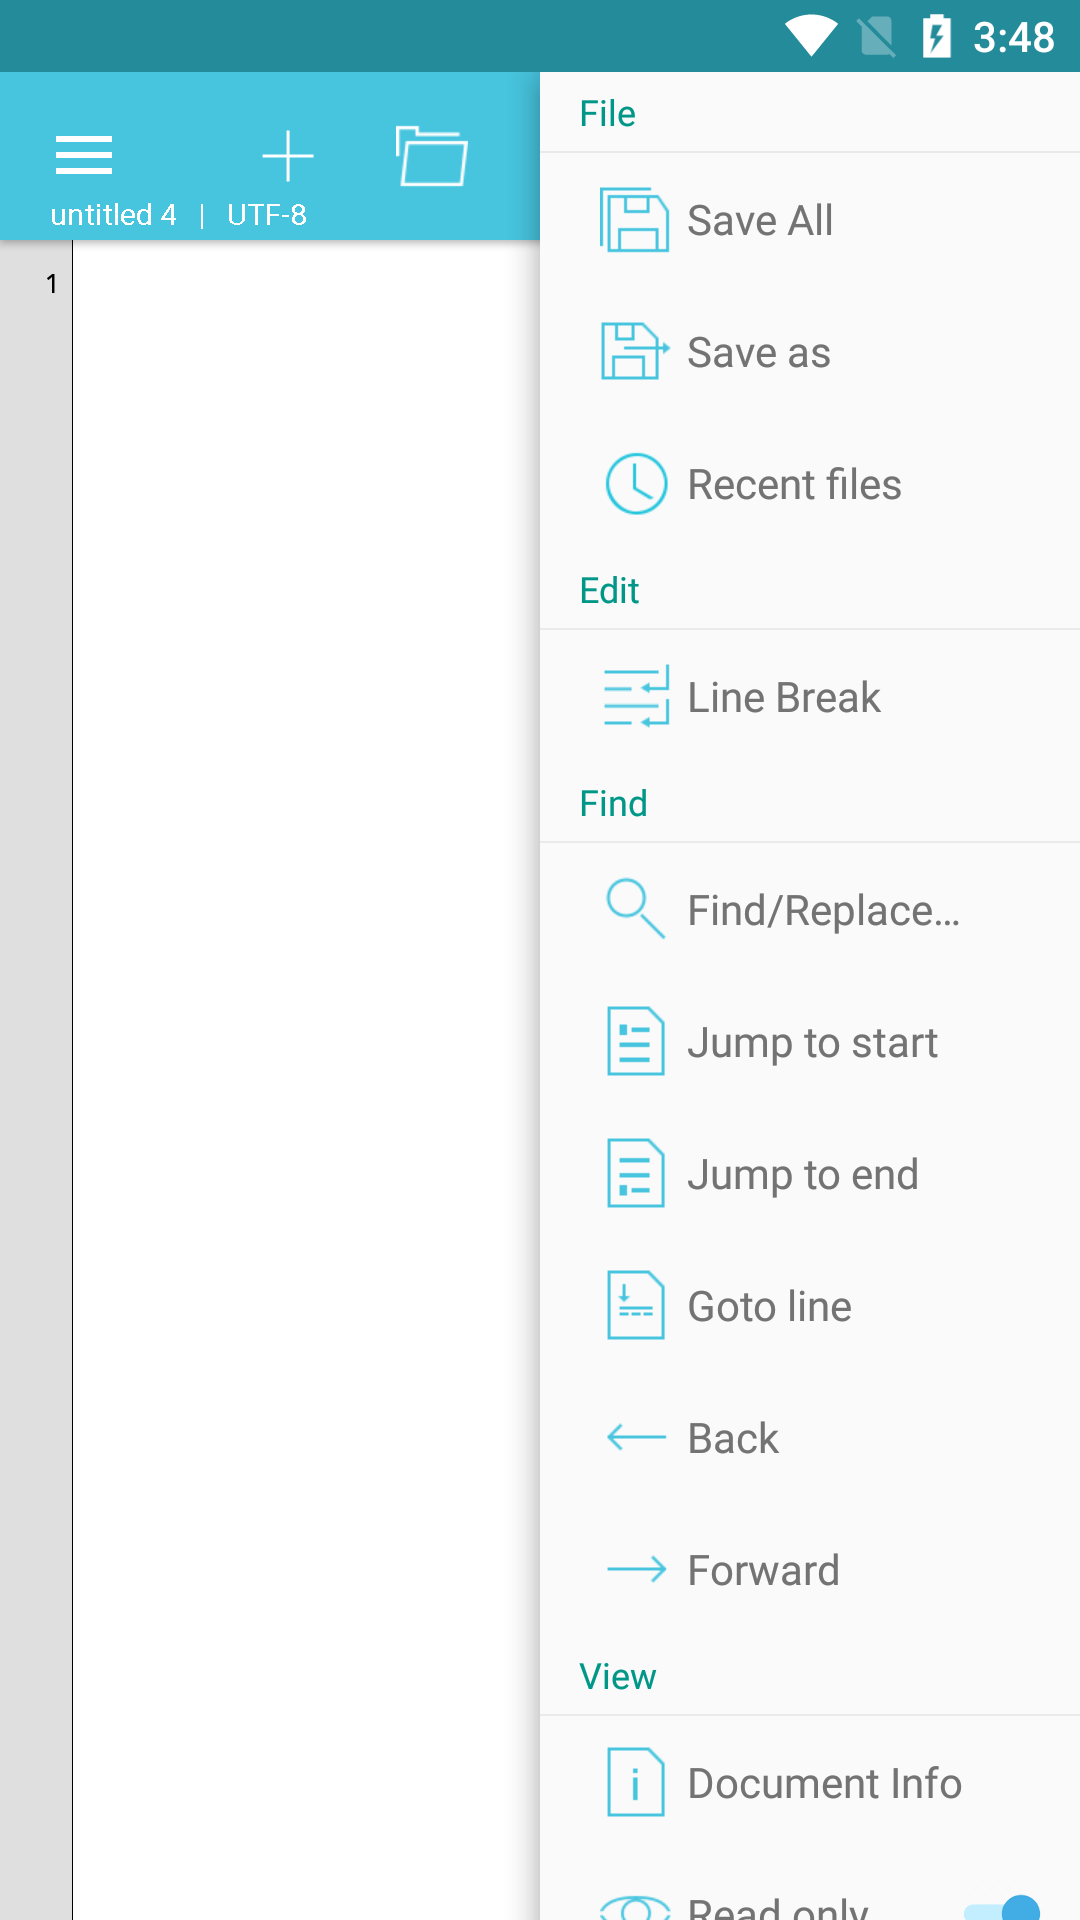 3:48
untitled 4 | UTF-8
1
File
Save All
Save as
Recent files
Edit
Line Break
Find
Find/Replace...
Jump to start
Jump to end
Goto line
Back
Forward
View
Document Info
Read only